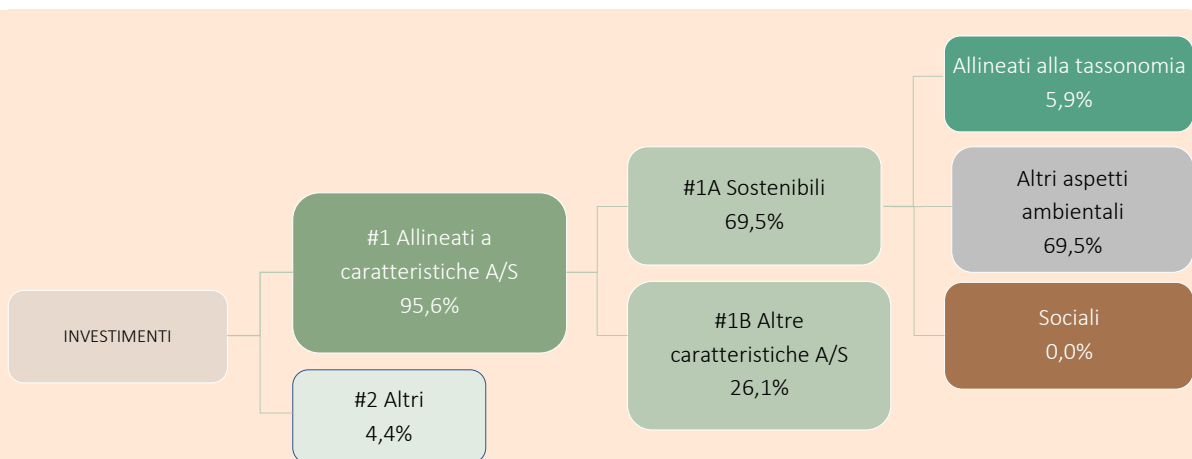 INVESTIMENTI
#1 Allineati a
caratteristiche A/S
95,6%
#2 Altri
4,4%
#1A Sostenibili
69,5%
#1B Altre
caratteristiche A/S
26,1%
Allineati alla tassonomia
5,9%
Altri aspetti
ambientali
69,5%
Sociali
0,0%